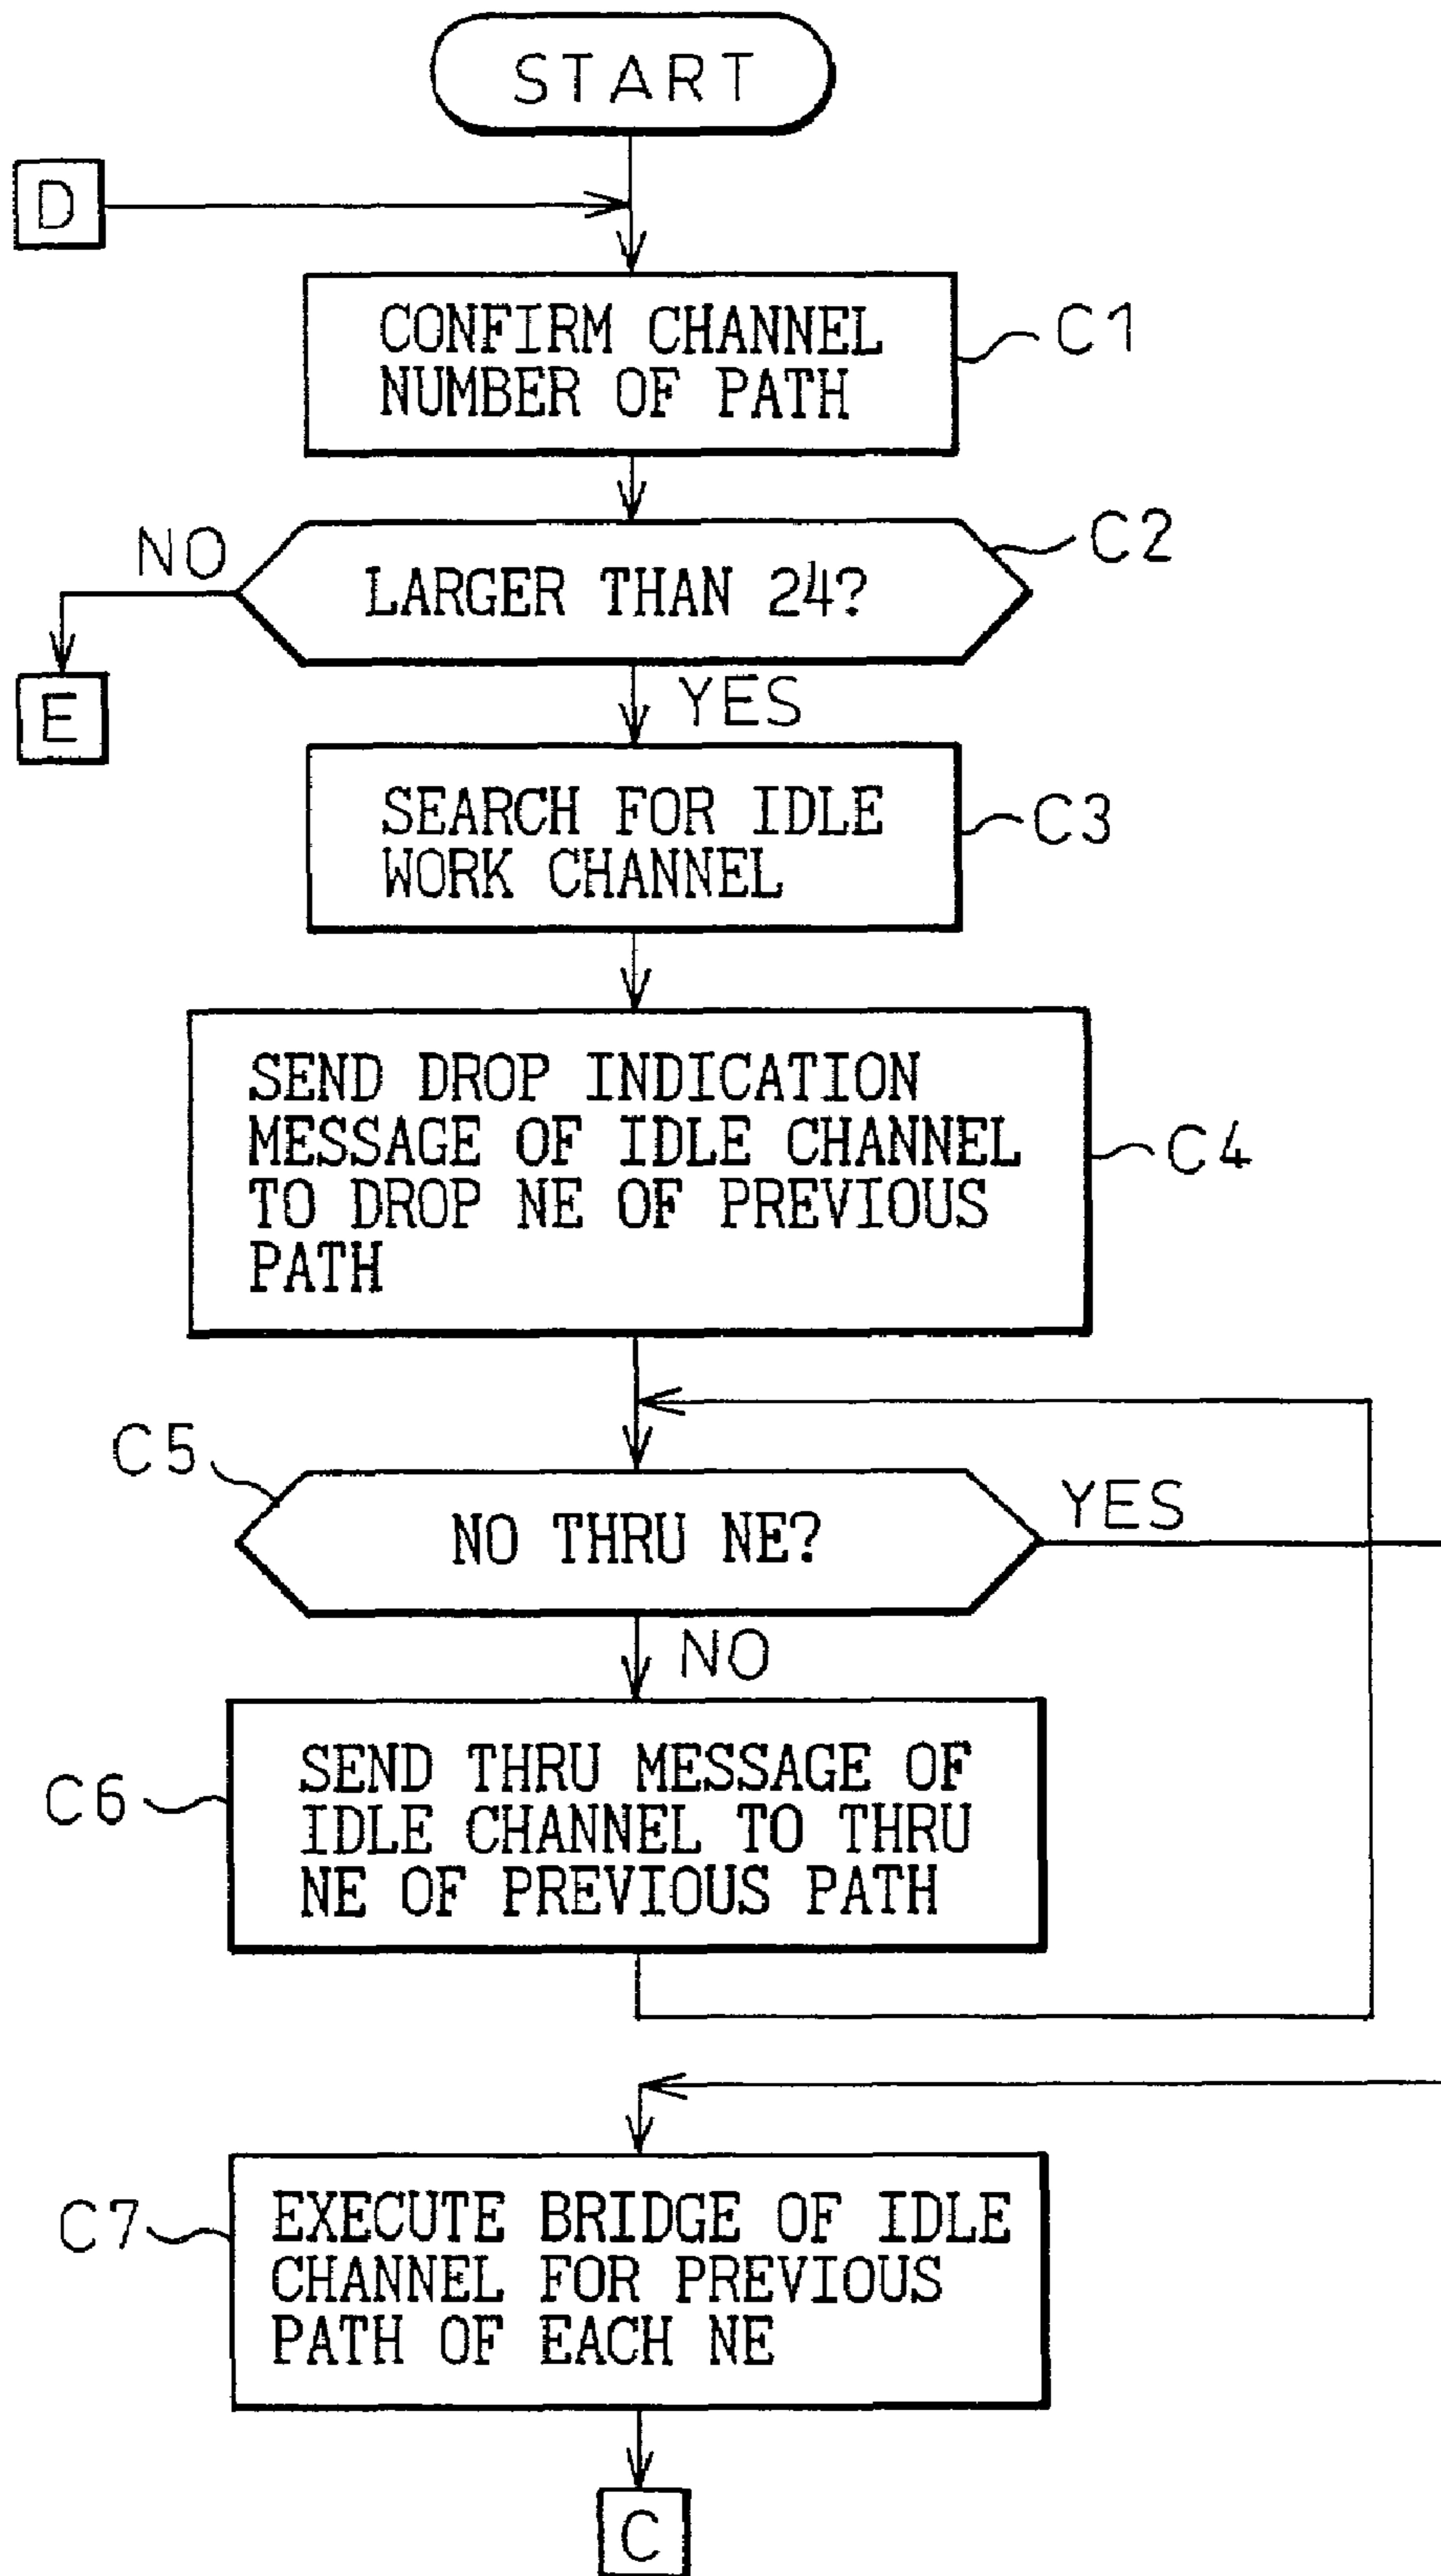 START
D
CONFIRM CHANNEL
NUMBER OF PATH
C1
NO
LARGER THAN 24?
C2
E
YES
SEARCH FOR IDLE
WORK CHANNEL
C3
SEND DROP INDICATION
MESSAGE OF IDLE CHANNEL
TO DROP NE OF PREVIOUS
PATH
C4
C5
NO THRU NE?
YES
NO
C6
SEND THRU MESSAGE OF
IDLE CHANNEL TO THRU
NE OF PREVIOUS PATH
C7
EXECUTE BRIDGE OF IDLE
CHANNEL FOR PREVIOUS
PATH OF EACH NE
C